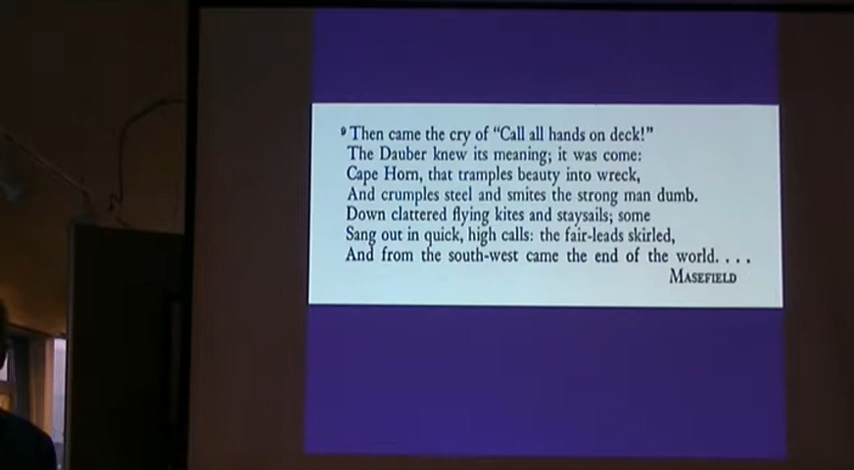 9 Then came the cry of “Call all hands on deck!”
The Dauber knew its meaning; it was come:
Cape Horn, that tramples beauty into wreck,
And crumples steel and smites the strong man dumb.
Down clattered flying kites and staysails; some
Sang out in quick, high calls: the fair-leads skirled,
And from the south-west came the end of the world. . . .
MASEFIELD